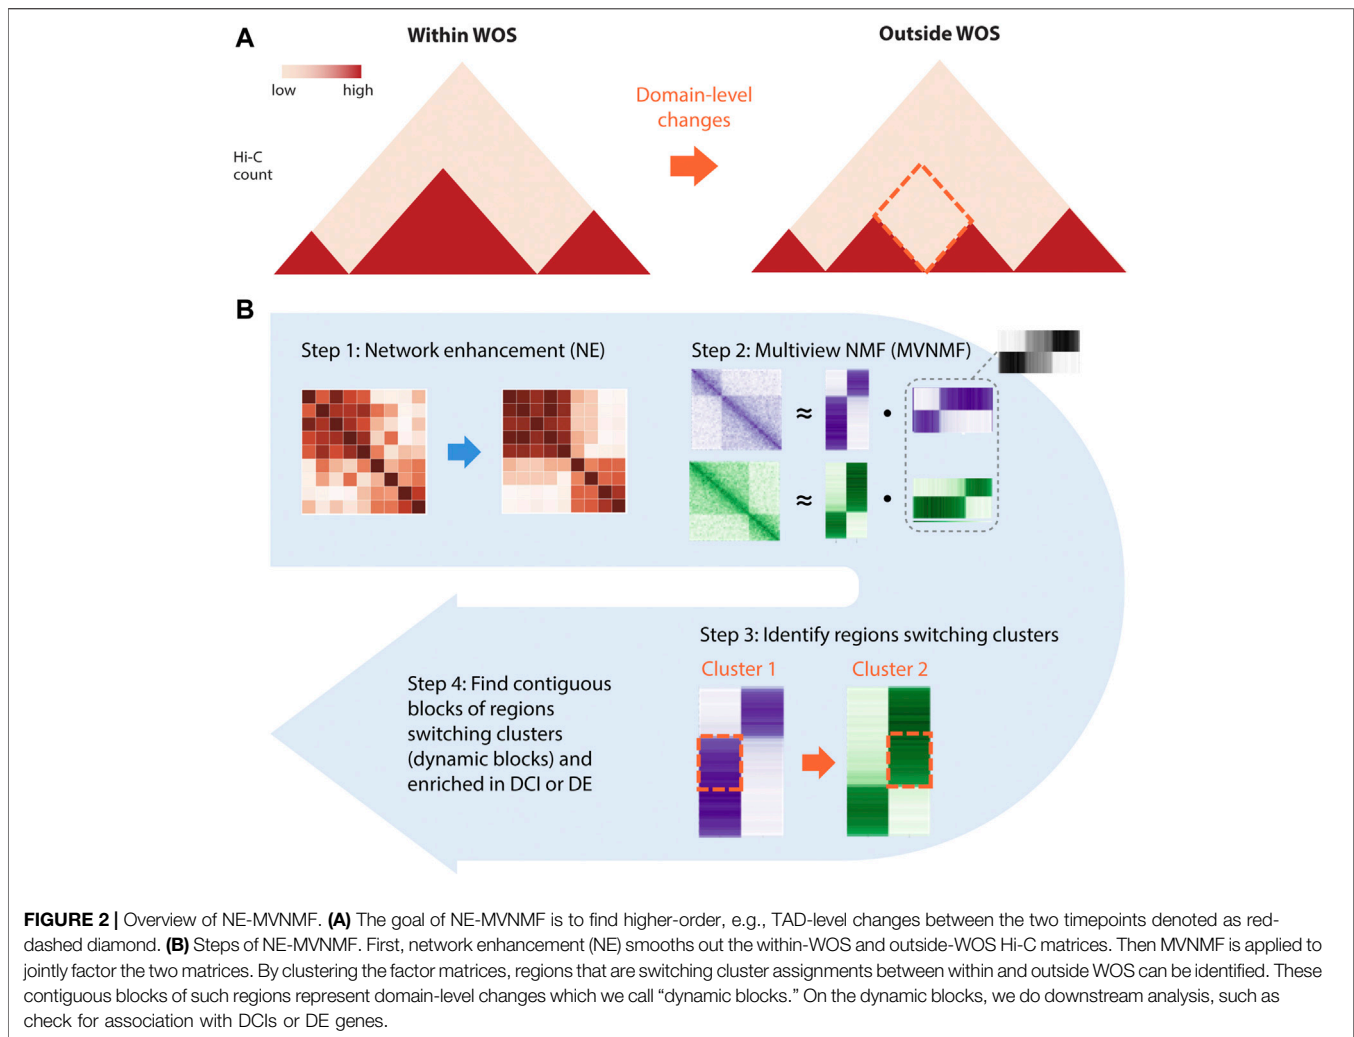 A
Within WOS
Outside WOS
low high
Domain-level
changes
Hi-C
count
B
Step 1: Network enhancement (NE)
Step 2: Multiview NMF (MVNMF)
≈ •
≈ •
Step 3: Identify regions switching clusters
Cluster 1 Cluster 2
Step 4: Find contiguous
blocks of regions
switching clusters
(dynamic blocks) and
enriched in DCI or DE
FIGURE 2 | Overview of NE-MVNMF. (A) The goal of NE-MVNMF is to find higher-order, e.g., TAD-level changes between the two timepoints denoted as red-
dashed diamond. (B) Steps of NE-MVNMF. First, network enhancement (NE) smooths out the within-WOS and outside-WOS Hi-C matrices. Then MVNMF is applied to
jointly factor the two matrices. By clustering the factor matrices, regions that are switching cluster assignments between within and outside WOS can be identified. These
contiguous blocks of such regions represent domain-level changes which we call “dynamic blocks.” On the dynamic blocks, we do downstream analysis, such as
check for association with DCIs or DE genes.